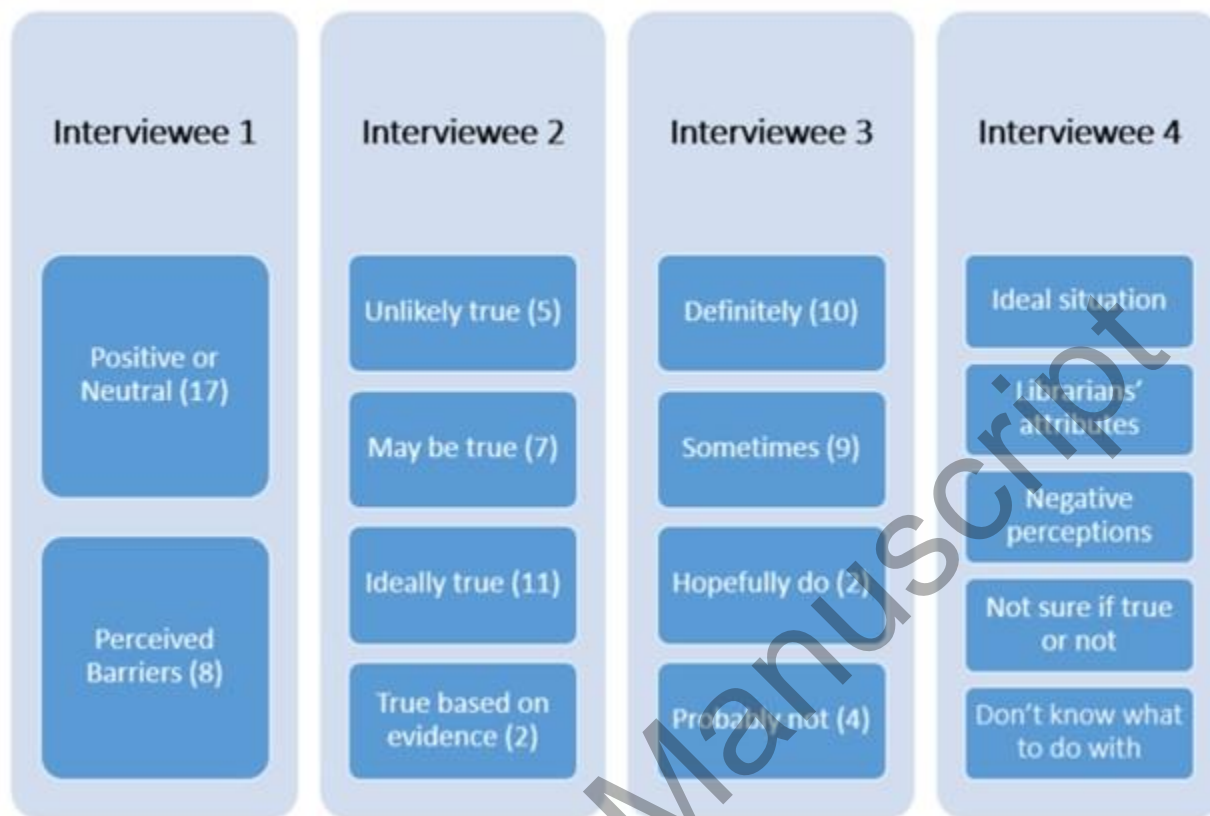 Interviewee 1
Positive or
Neutral (17)
Perceived
Barriers (8)
Interviewee 2
Unlikely true (5)
May be true (7)
Ideally true (11)
True based on
evidence (2)
Interviewee 3
Definitely (10)
Sometimes (9)
Hopefully do (2)
Probably not (4)
Interviewee 4
Ideal situation
Librarians’
attributes
Negative
perceptions
Not sure if true
or not
Don’t know what
to do with
Manuscript